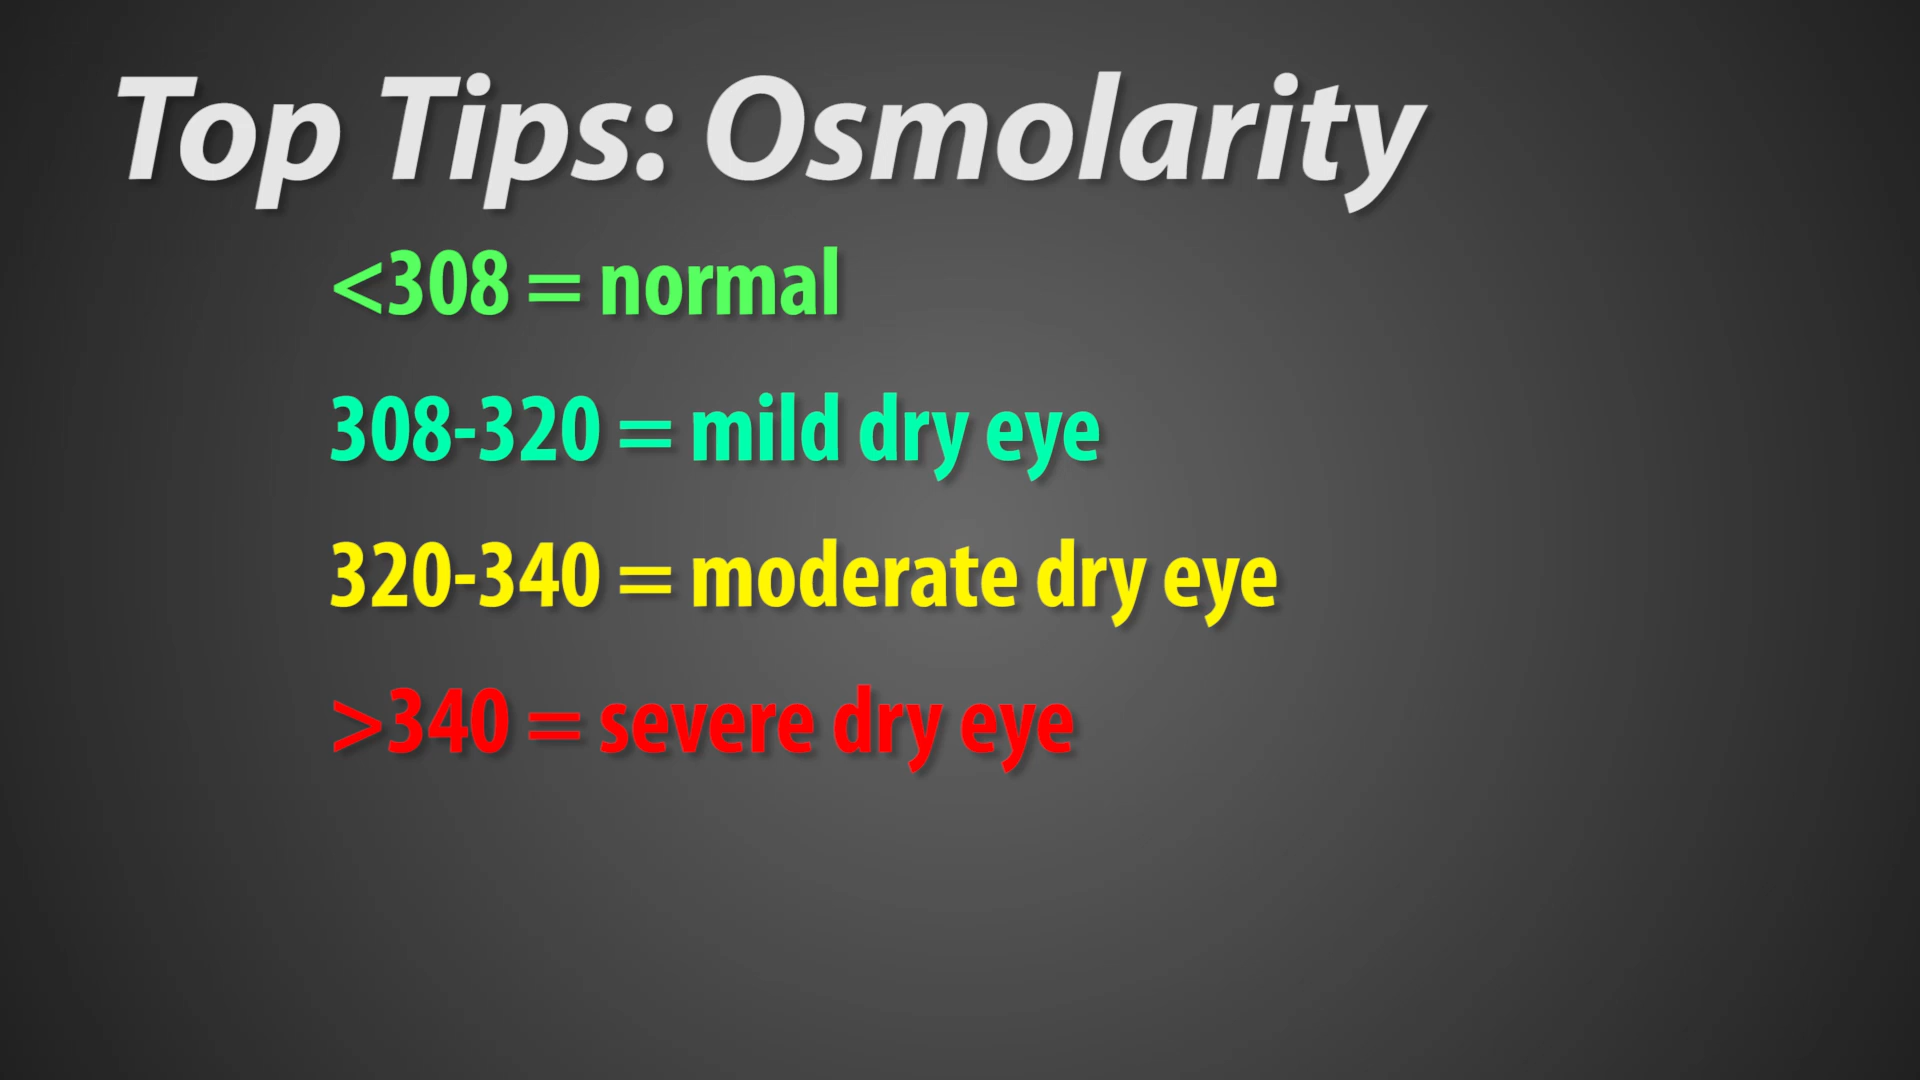 Top Tips: Osmolarity
<308 = normal
308-320 = mild dry eye
320-340 = moderate dry eye
>340 = severe dry eye